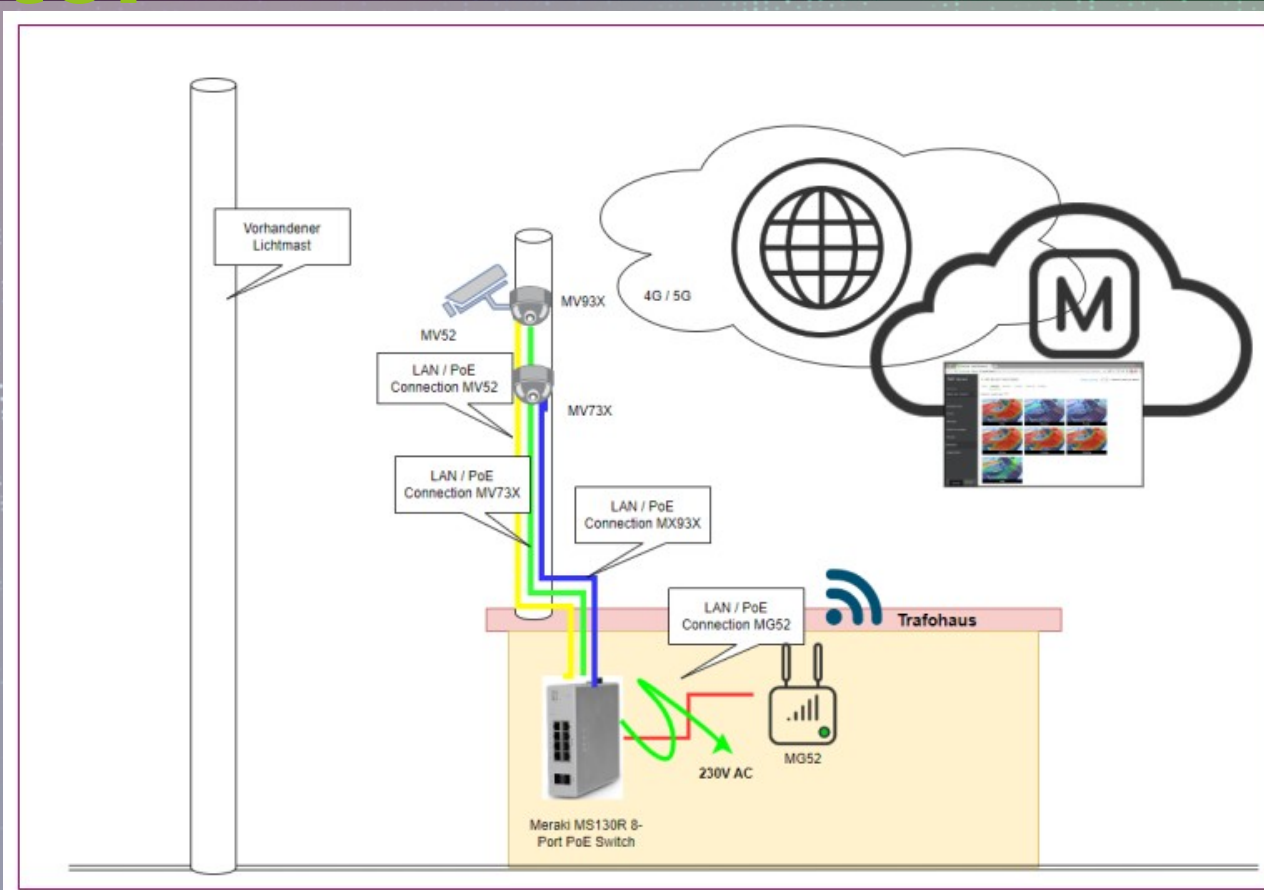 Vorhandener
Lichtmast
MV93X
4G / 5G
M
MV52
LAN / PoE
Connection MV52
MV73X
LAN / PoE
Connection MV73X
LAN / PoE
Connection MX93X
LAN / PoE
Connection MG52
Trafohaus
230V AC
MG52
Meraki MS130R 8-
Port PoE Switch